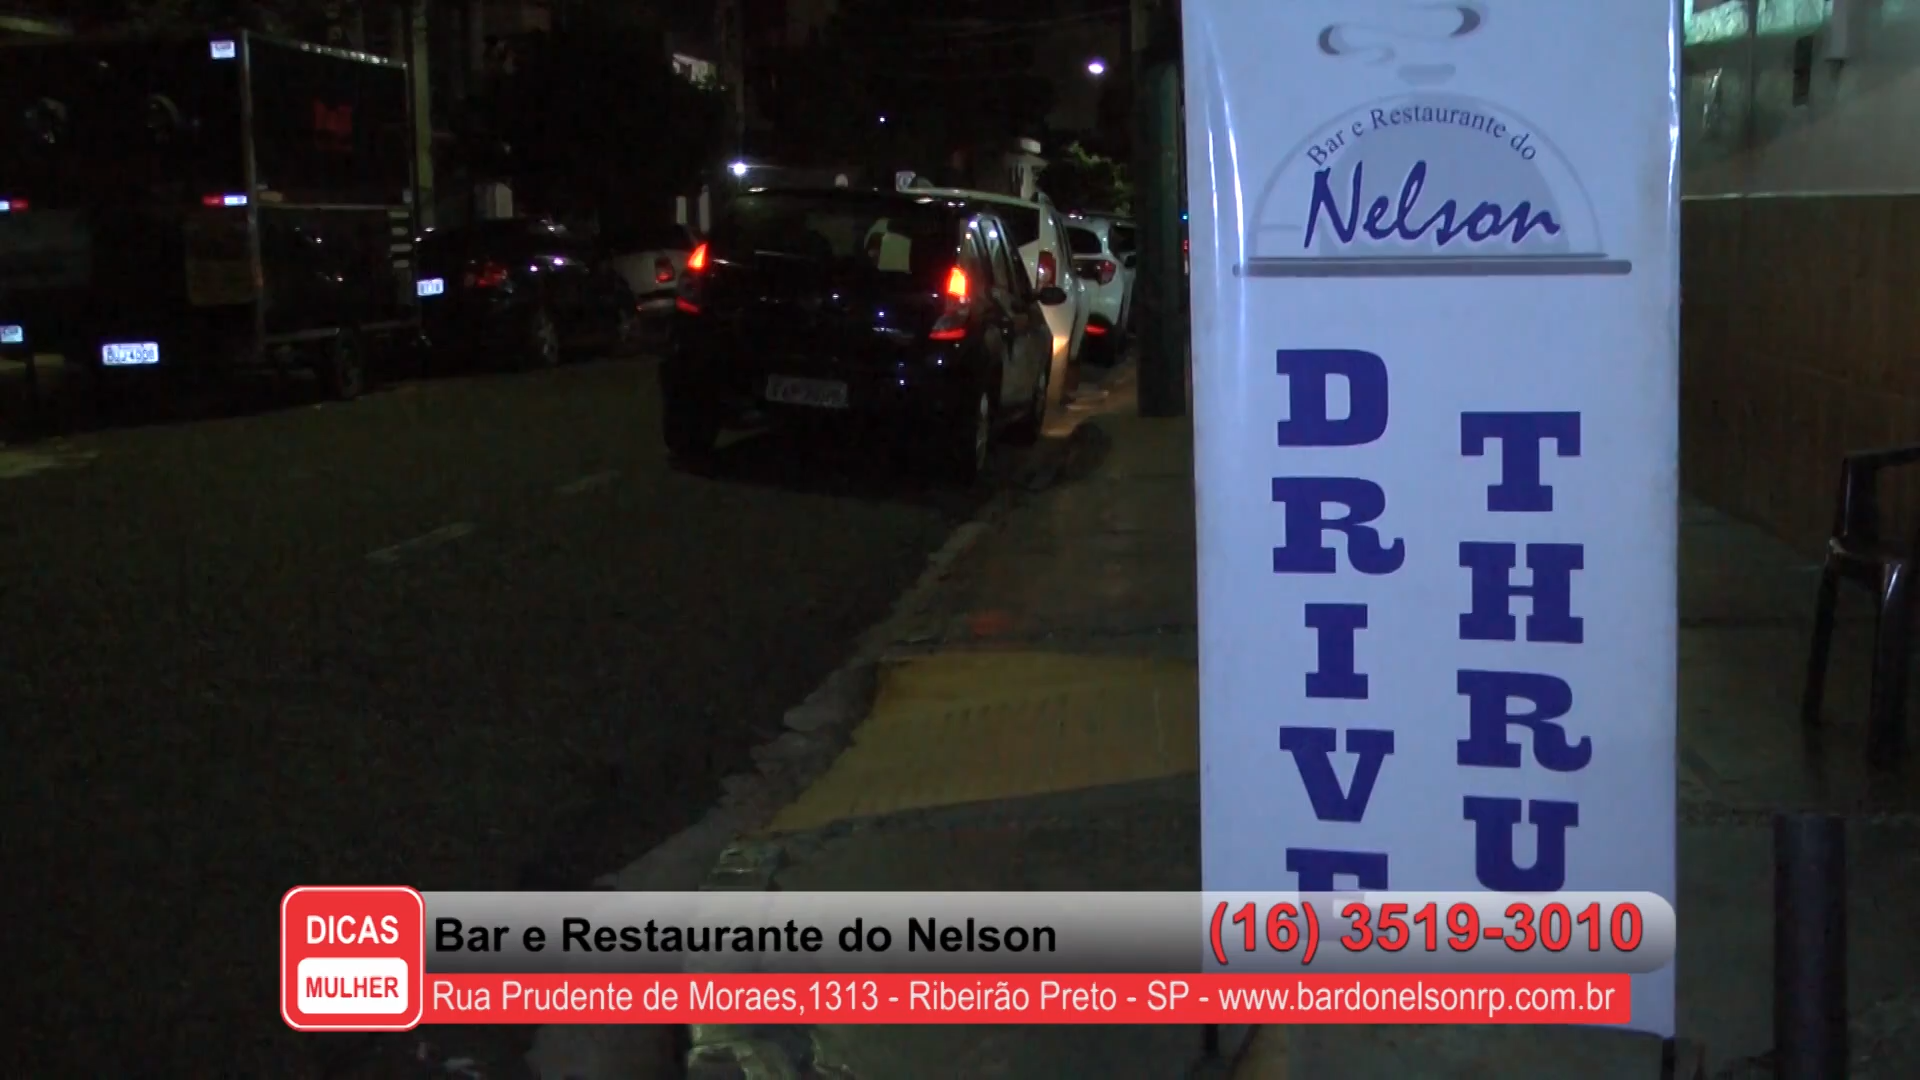 Bar e Restaurante do
Nelson
DRIVE
THRU
DICAS
MULHER
Bar e Restaurante do Nelson
(16) 3519-3010
Rua Prudente de Moraes,1313 - Ribeirão Preto - SP - www.bardonelsonrp.com.br